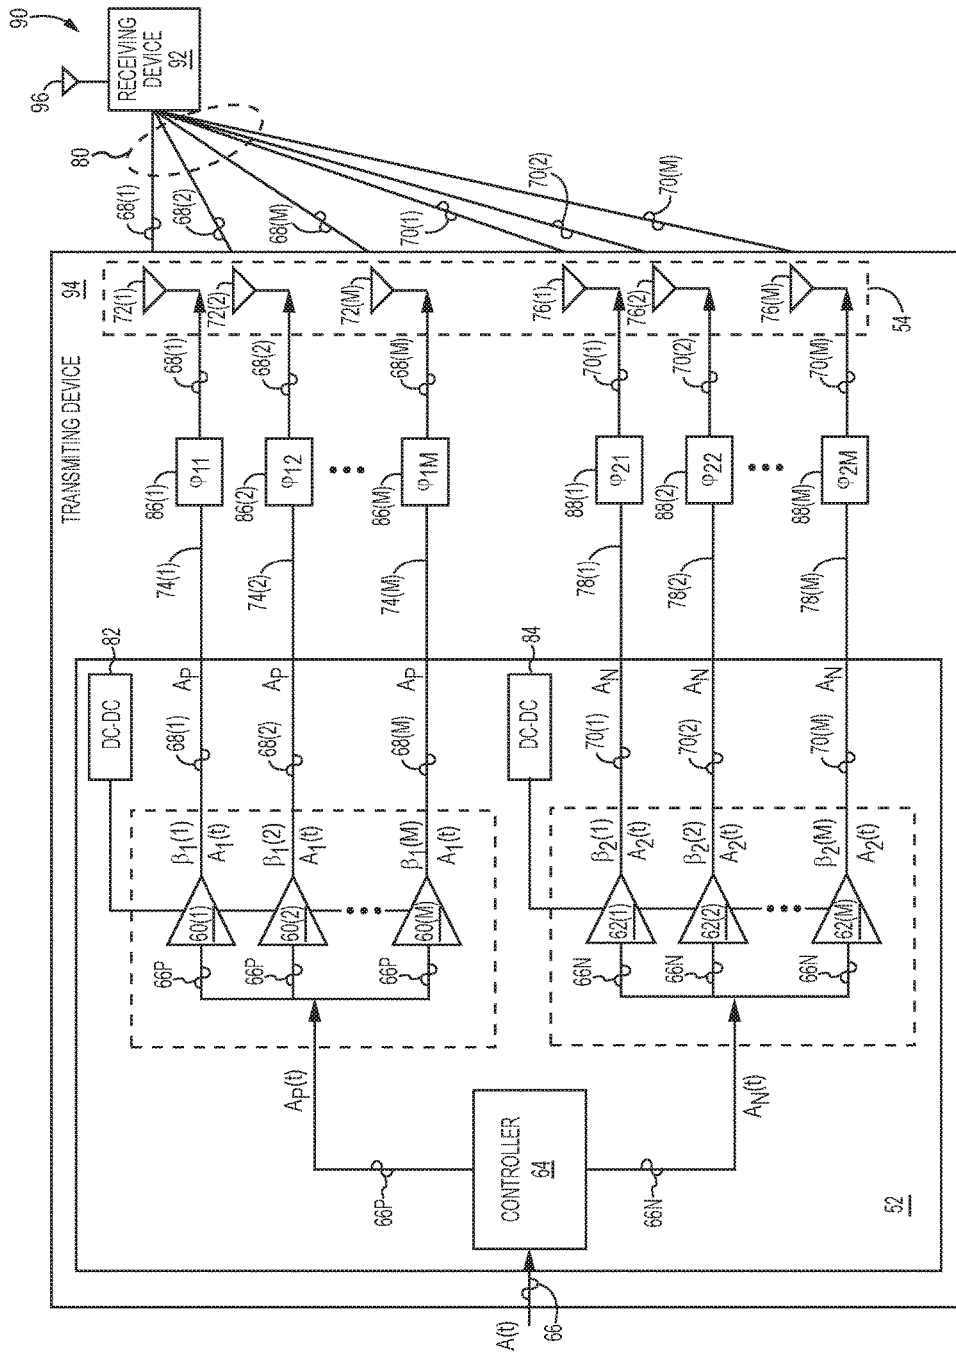 90
96
RECEIVING
DEVICE
92
80
68(1)
68(2)
68(M)
70(1)
70(2)
70(M)
TRANSMITING DEVICE
94
72(1)
72(2)
72(M)
76(1)
76(2)
76(M)
54
68(1)
68(2)
68(M)
70(1)
70(2)
70(M)
86(1)
φ11
86(2)
φ12
86(M)
φ1M
88(1)
φ21
88(2)
φ22
88(M)
φ2M
74(1)
74(2)
74(M)
78(1)
78(2)
78(M)
82
DC-DC
84
DC-DC
AP
AP
AP
AN
AN
AN
68(1)
68(2)
68(M)
70(1)
70(2)
70(M)
β1(1)
A1(t)
β1(2)
A1(t)
β1(M)
A1(t)
β2(1)
A2(t)
β2(2)
A2(t)
β2(M)
A2(t)
60(1)
60(2)
60(M)
62(1)
62(2)
62(M)
66P
66P
66P
66N
66N
66N
AP(t)
AN(t)
66P
CONTROLLER
64
66N
52
A(t)
66